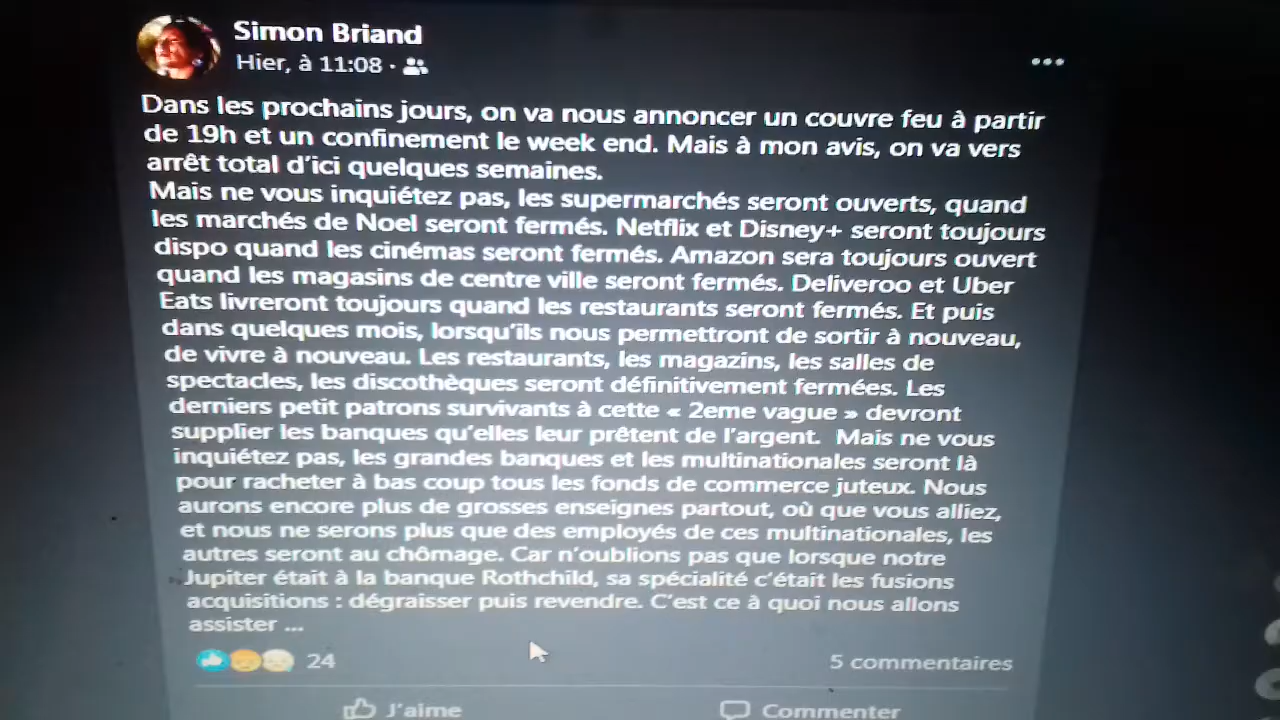 Simon Briand
Hier, à 11:08 ·
Dans les prochains jours, on va nous annoncer un couvre feu à partir
de 19h et un confinement le week end. Mais à mon avis, on va vers
arrêt total d'ici quelques semaines.
Mais ne vous inquiétez pas, les supermarchés seront ouverts, quand
les marchés de Noel seront fermés. Netflix et Disney+ seront toujours
dispo quand les cinémas seront fermés. Amazon sera toujours ouvert
quand les magasins de centre ville seront fermés. Deliveroo et Uber
Eats livreront toujours quand les restaurants seront fermés. Et puis
dans quelques mois, lorsqu'ils nous permettront de sortir à nouveau,
de vivre à nouveau. Les restaurants, les magazins, les salles de
spectacles, les discothèques seront définitivement fermées. Les
derniers petit patrons survivants à cette « 2eme vague » devront
supplier les banques qu'elles leur prêtent de l'argent. Mais ne vous
inquiétez pas, les grandes banques et les multinationales seront là
pour racheter à bas coup tous les fonds de commerce juteux. Nous
aurons encore plus de grosses enseignes partout, où que vous alliez,
et nous ne serons plus que des employés de ces multinationales, les
autres seront au chômage. Car n'oublions pas que lorsque notre
Jupiter était à la banque Rothchild, sa spécialité c'était les fusions
acquisitions : dégraisser puis revendre. C'est ce à quoi nous allons
assister ...
24
5 commentaires
J'aime
Commenter